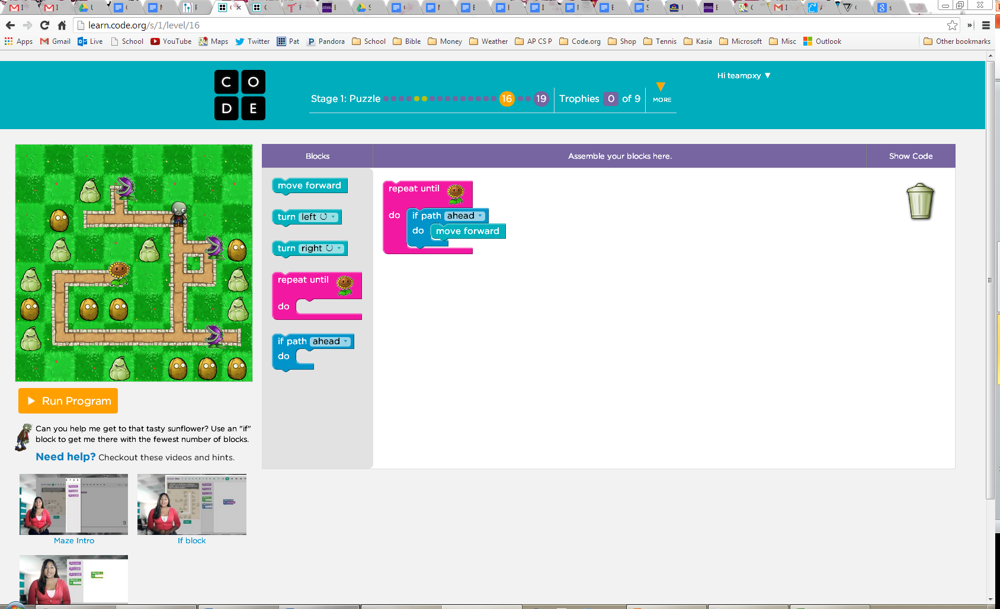 learn.code.org/s/1/level/16
»
Apps Gmail Live School YouTube Maps Twitter Pat Pandora School Bible Money Weather AP CS P Code.org Shop Tennis Kasia Microsoft Misc Outlook Other bookmarks
C O
D E
Hi teampxy ▼
Stage 1: Puzzle 16 19 Trophies 0 of 9 MORE
Blocks
Assemble your blocks here.
Show Code
move forward
turn left
turn right
repeat until
do
if path ahead
do
repeat until
do if path ahead
do move forward
Run Program
Can you help me get to that tasty sunflower? Use an "if"
block to get me there with the fewest number of blocks.
Need help? Checkout these videos and hints.
Maze Intro
If block